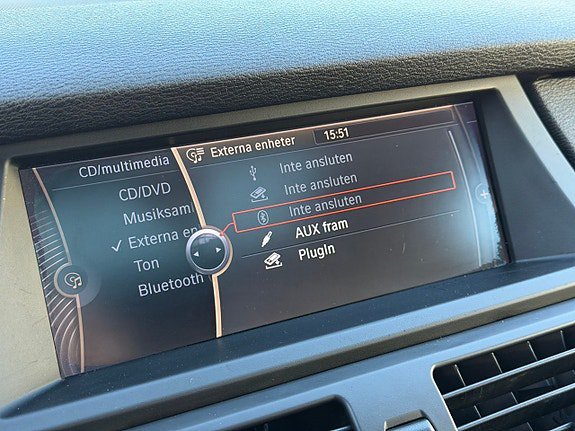 CD/multimedia
CD/DVD
Musiksaml
Externa en
Ton
Bluetooth
Externa enheter 15:51
Inte ansluten
Inte ansluten
Inte ansluten
AUX fram
PlugIn